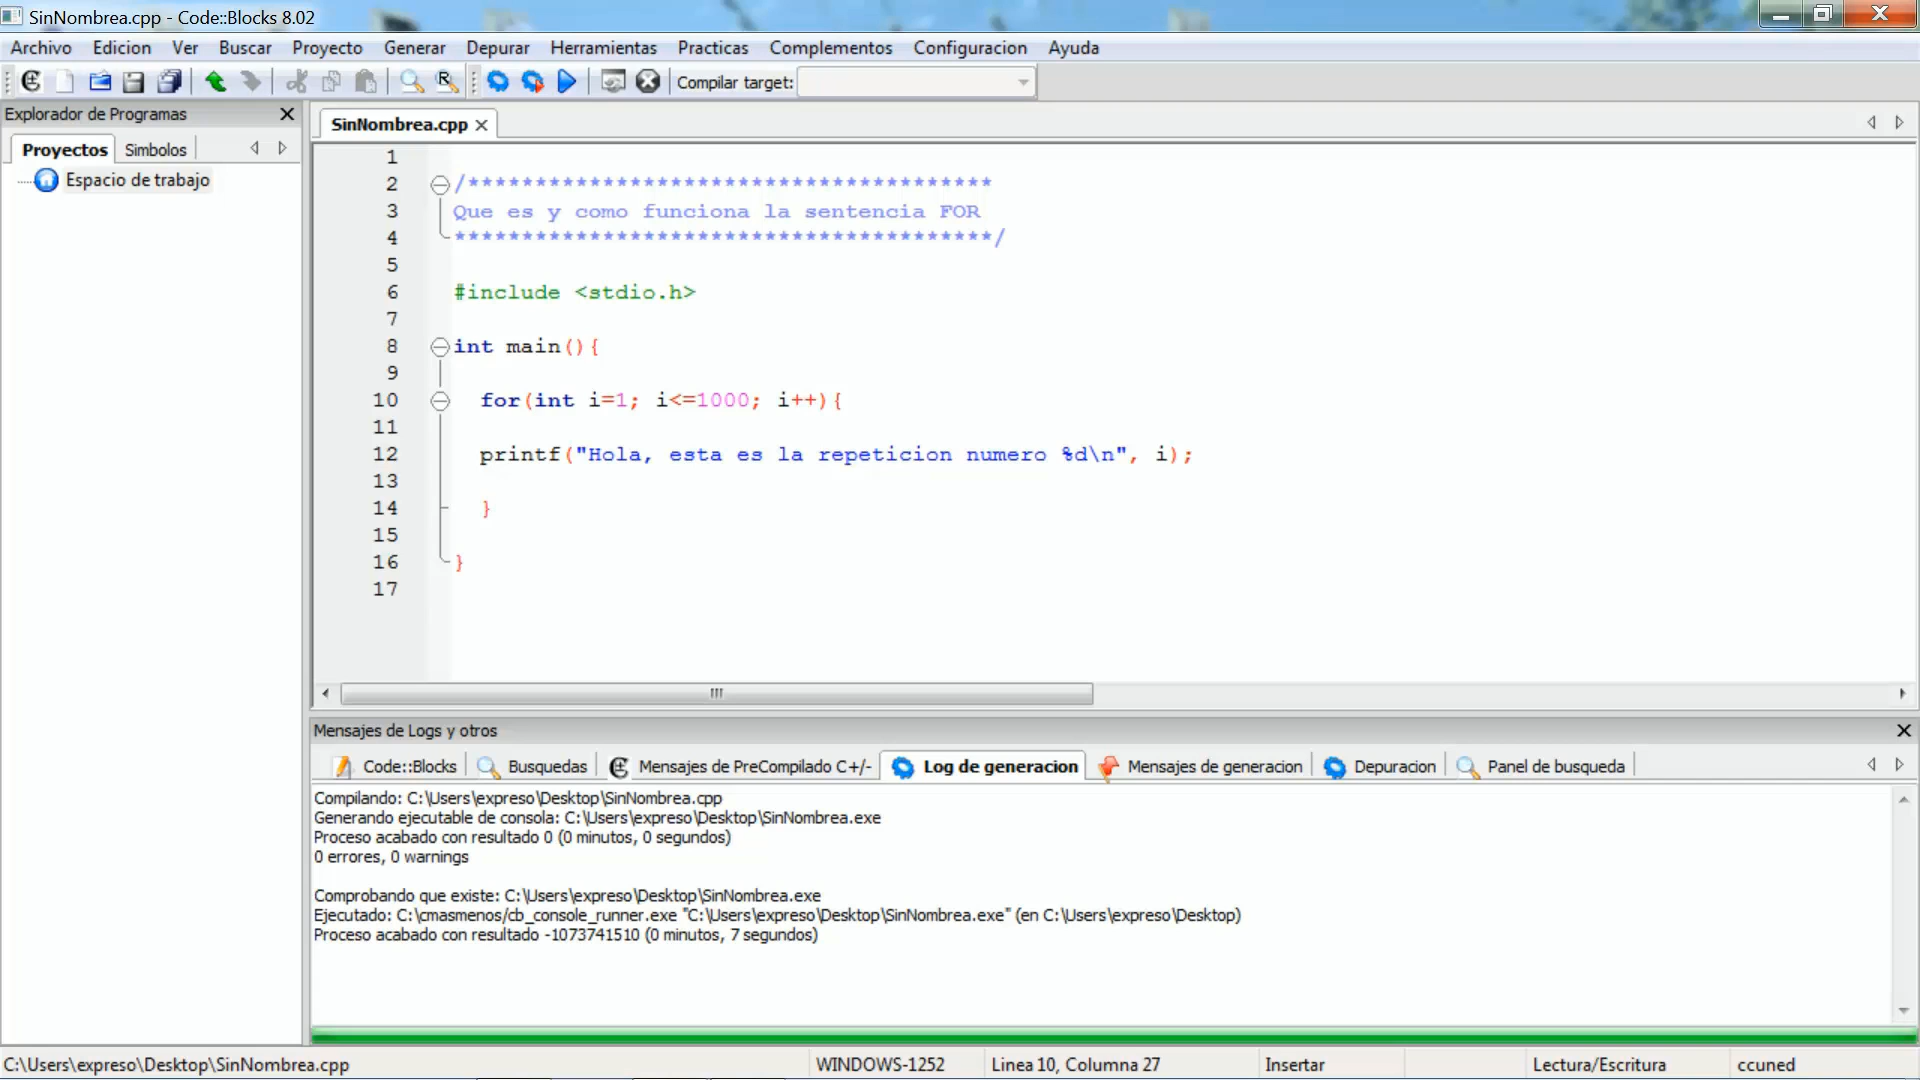 SinNombrea.cpp - Code::Blocks 8.02
Archivo Edicion Ver Buscar Proyecto Generar Depurar Herramientas Practicas Complementos Configuracion Ayuda
Compilar target:
Explorador de Programas
Proyectos Simbolos
Espacio de trabajo
SinNombrea.cpp
1
2 /***************************************
3 Que es y como funciona la sentencia FOR
4 ****************************************/
5
6 #include <stdio.h>
7
8 int main(){
9
10 for(int i=1; i<=1000; i++){
11
12 printf("Hola, esta es la repeticion numero %d\n", i);
13
14 }
15
16 }
17
Mensajes de Logs y otros
Code::Blocks Busquedas Mensajes de PreCompilado C+/- Log de generacion Mensajes de generacion Depuracion Panel de busqueda
Compilando: C:\Users\expreso\Desktop\SinNombrea.cpp
Generando ejecutable de consola: C:\Users\expreso\Desktop\SinNombrea.exe
Proceso acabado con resultado 0 (0 minutos, 0 segundos)
0 errores, 0 warnings
Comprobando que existe: C:\Users\expreso\Desktop\SinNombrea.exe
Ejecutado: C:\cmasmenos/cb_console_runner.exe "C:\Users\expreso\Desktop\SinNombrea.exe" (en C:\Users\expreso\Desktop)
Proceso acabado con resultado -1073741510 (0 minutos, 7 segundos)
C:\Users\expreso\Desktop\SinNombrea.cpp WINDOWS-1252 Linea 10, Columna 27 Insertar Lectura/Escritura ccuned